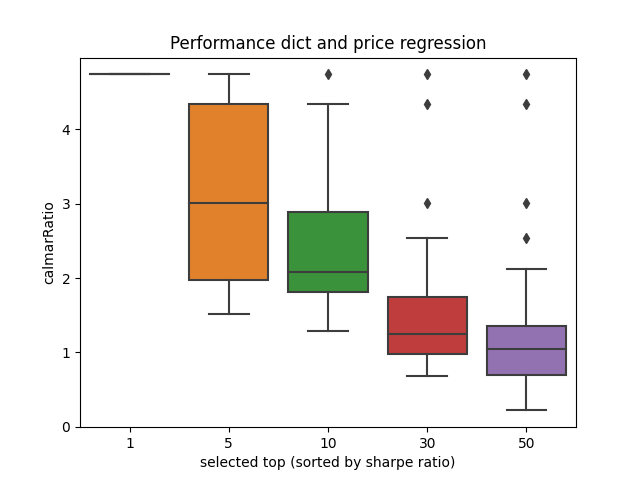 Performance dict and price regression
calmarRatio
4
3
2
1
0
1 5 10 30 50
selected top (sorted by sharpe ratio)